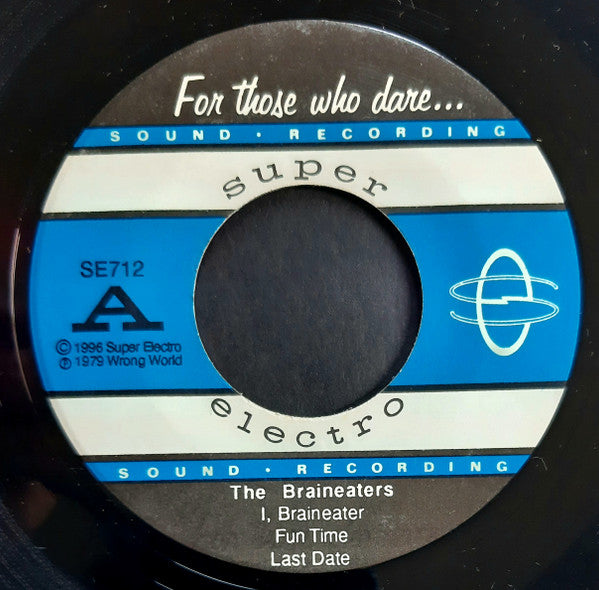 For those who dare...
SOUND · RECORDING
super
SE712
A
© 1996 Super Electro
℗ 1979 Wrong World
electro
SOUND · RECORDING
The Braineaters
I, Braineater
Fun Time
Last Date